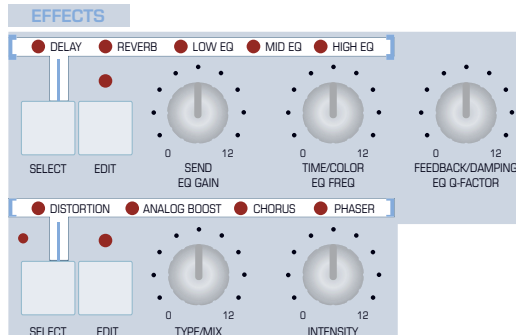 EFFECTS
DELAY REVERB LOW EQ MID EQ HIGH EQ
0 12 0 12 0 12
SELECT EDIT SEND TIME/COLOR FEEDBACK/DAMPING
EQ GAIN EQ FREQ EQ Q-FACTOR
DISTORTION ANALOG BOOST CHORUS PHASER
0 12 0 12
SELECT EDIT TYPE/MIX INTENSITY